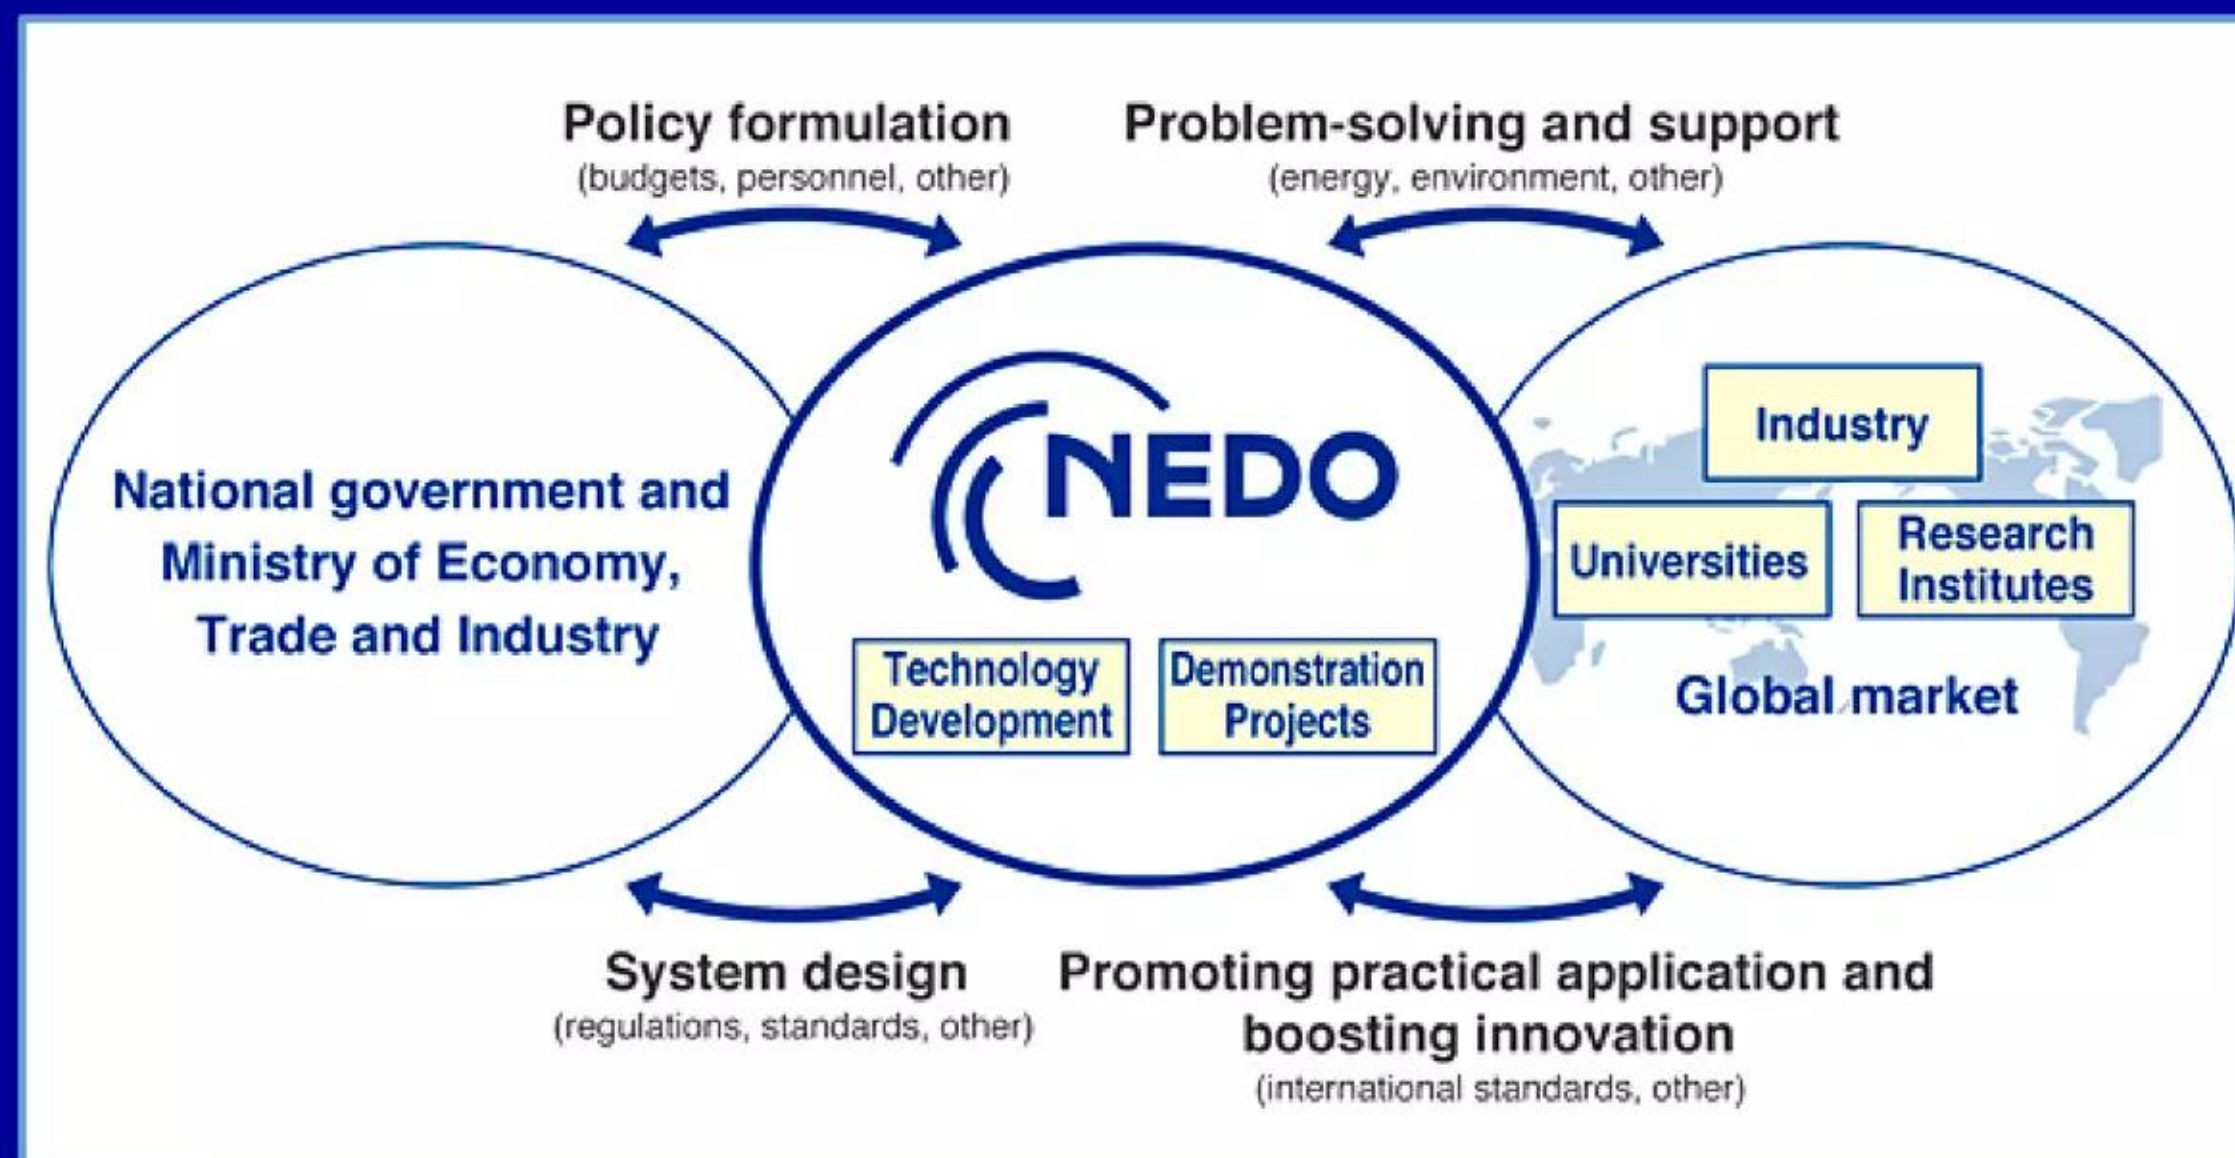 Policy formulation
(budgets, personnel, other)
Problem-solving and support
(energy, environment, other)
National government and
Ministry of Economy,
Trade and Industry
NEDO
Technology
Development
Demonstration
Projects
Industry
Universities
Research
Institutes
Global market
System design
(regulations, standards, other)
Promoting practical application and
boosting innovation
(international standards, other)